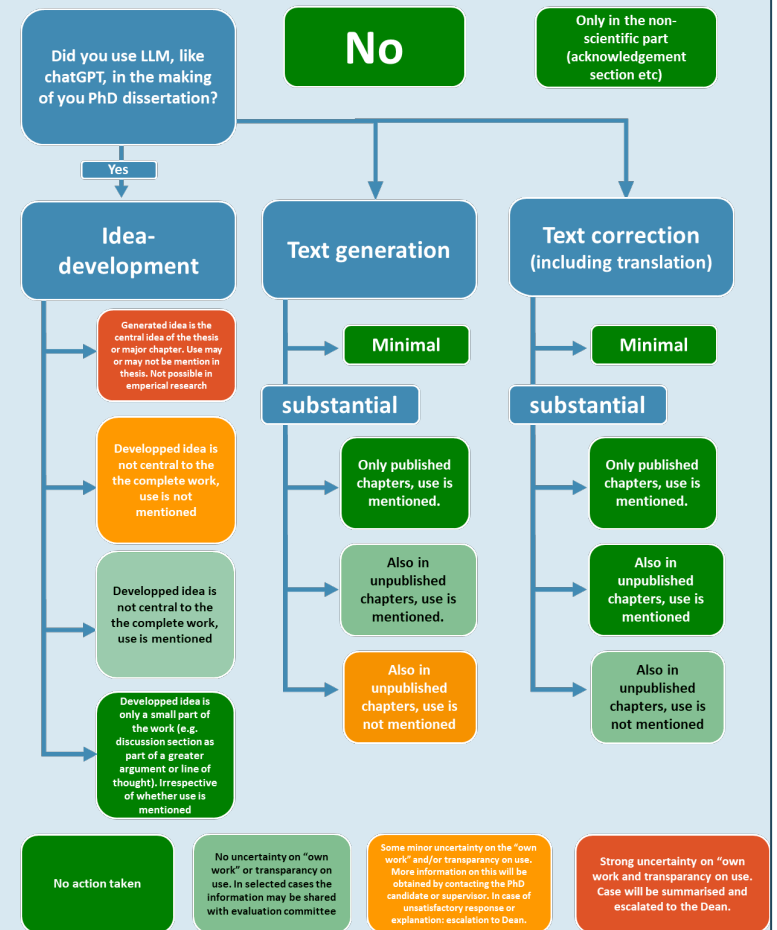 Did you use LLM, like
chatGPT, in the making
of you PhD dissertation?
No
Only in the non-
scientific part
(acknowledgement
section etc)
Yes
Idea-
development
Text generation
Text correction
(including translation)
Generated idea is the
central idea of the thesis
or major chapter. Use may
or may not be mention in
thesis. Not possible in
emperical research
Developped idea is
not central to the
the complete work,
use is not
mentioned
Developped idea is
not central to the
the complete work,
use is mentioned
Developped idea is
only a small part of
the work (e.g.
discussion section as
part of a greater
argument or line of
thought). Irrespective
of whether use is
mentioned
Minimal
substantial
Only published
chapters, use is
mentioned.
Also in
unpublished
chapters, use is
mentioned.
Also in
unpublished
chapters, use is
not mentioned
Minimal
substantial
Only published
chapters, use is
mentioned.
Also in
unpublished
chapters, use is
mentioned
Also in
unpublished
chapters, use is
not mentioned
No action taken
No uncertainty on “own
work” or transparancy on
use. In selected cases the
information may be shared
with evaluation committee
Some minor uncertainty on the “own
work” and/or transparancy on use.
More information on this will be
obtained by contacting the PhD
candidate or supervisor. In case of
unsatisfactory response or
explanation: escalation to Dean.
Strong uncertainty on “own
work and transparancy on use.
Case will be summarised and
escalated to the Dean.